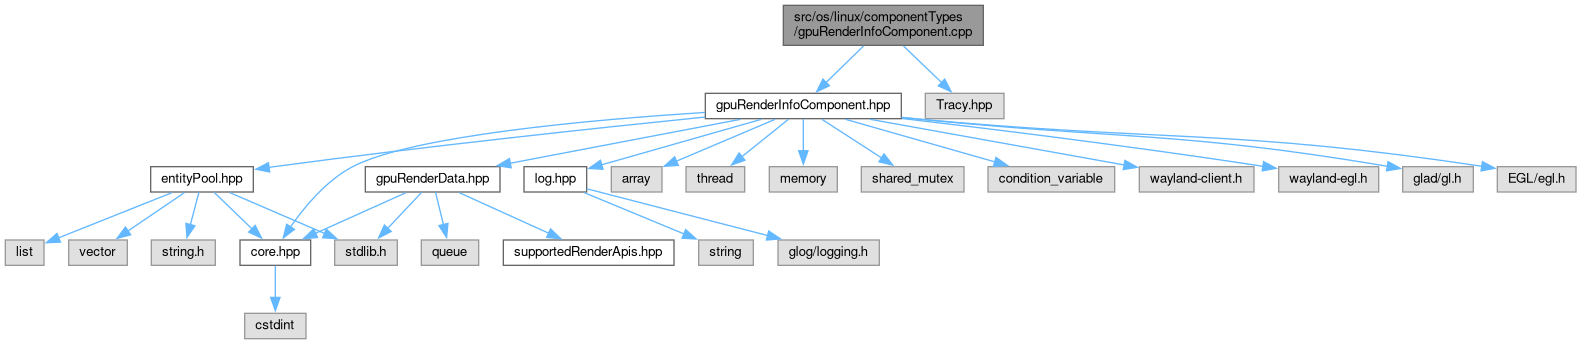 src/os/linux/componentTypes
/gpuRenderInfoComponent.cpp
gpuRenderInfoComponent.hpp
Tracy.hpp
entityPool.hpp
gpuRenderData.hpp
log.hpp
array
thread
memory
shared_mutex
condition_variable
wayland-client.h
wayland-egl.h
glad/gl.h
EGL/egl.h
list
vector
string.h
core.hpp
stdlib.h
queue
supportedRenderApis.hpp
string
glog/logging.h
cstdint